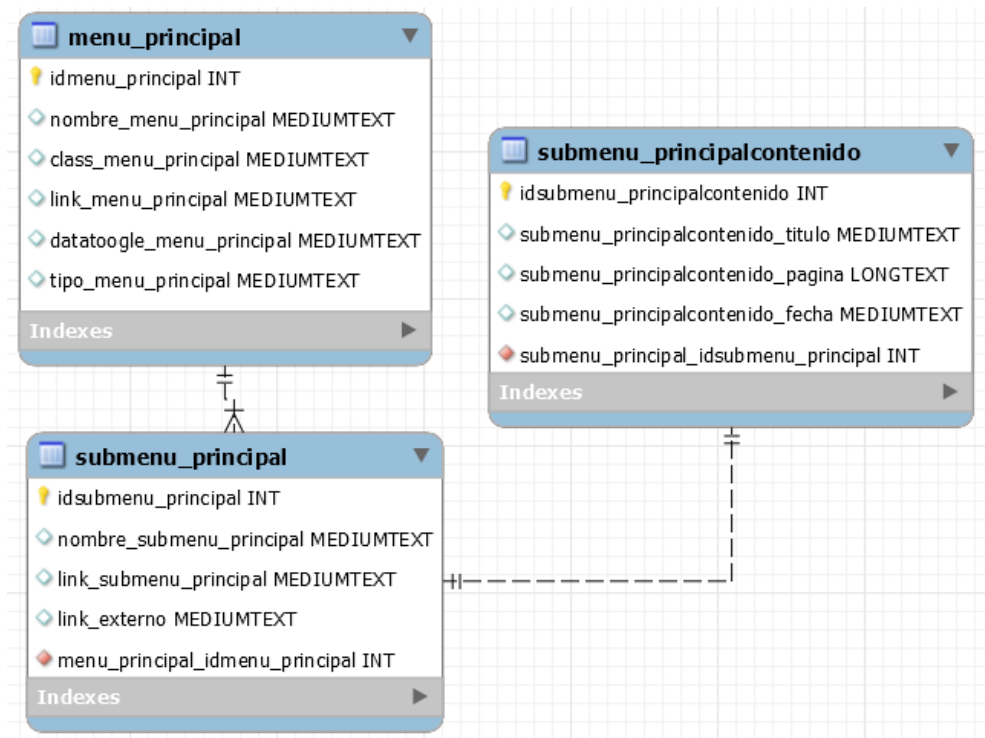 menu_principal
idmenu_principal INT
nombre_menu_principal MEDIUMTEXT
class_menu_principal MEDIUMTEXT
link_menu_principal MEDIUMTEXT
datatoogle_menu_principal MEDIUMTEXT
tipo_menu_principal MEDIUMTEXT
Indexes
submenu_principalcontenido
idsubmenu_principalcontenido INT
submenu_principalcontenido_titulo MEDIUMTEXT
submenu_principalcontenido_pagina LONGTEXT
submenu_principalcontenido_fecha MEDIUMTEXT
submenu_principal_idsubmenu_principal INT
Indexes
submenu_principal
idsubmenu_principal INT
nombre_submenu_principal MEDIUMTEXT
link_submenu_principal MEDIUMTEXT
link_externo MEDIUMTEXT
menu_principal_idmenu_principal INT
Indexes